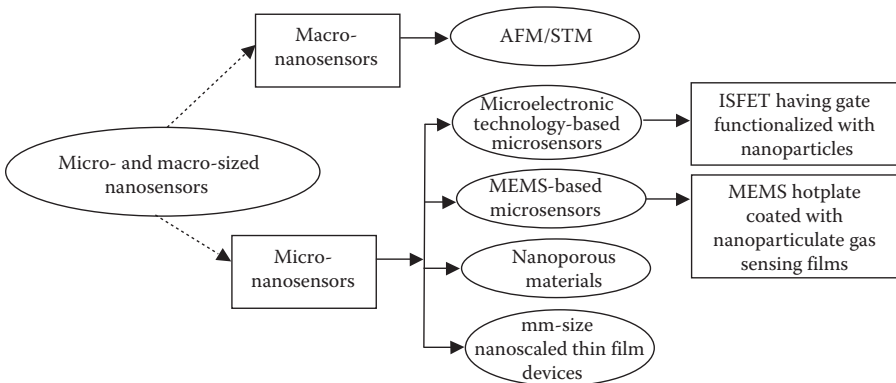 Macro-
nanosensors
AFM/STM
Micro- and macro-sized
nanosensors
Micro-
nanosensors
Microelectronic
technology-based
microsensors
ISFET having gate
functionalized with
nanoparticles
MEMS-based
microsensors
MEMS hotplate
coated with
nanoparticulate gas
sensing films
Nanoporous
materials
mm-size
nanoscaled thin film
devices